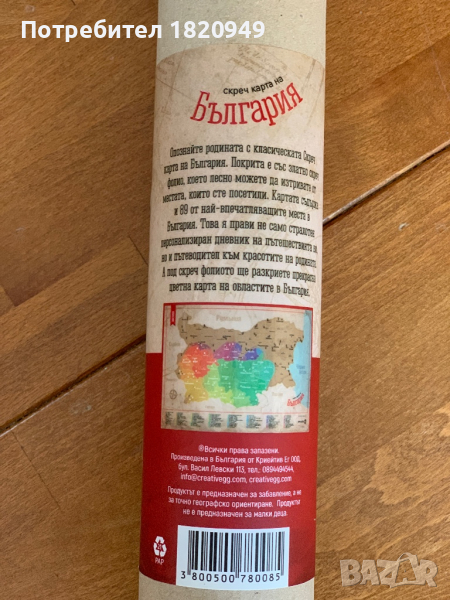 Потребител 1820949
скреч карта на
България
Опознайте родината с класическата Скреч
карта на България. Покрита е със златно скреч
фолио, което лесно можете да изтривате от
местата, които сте посетили. Картата съдържа
и 69 от най-впечатляващите места в
България. Това я прави не само страхотен
персонализиран дневник на пътешествията ви,
но и пътеводител към красотите на родината.
А под скреч фолиото ще разкриете прекрасна
цветна карта на областите в България.
България
®Всички права запазени.
Произведена в България от Криейтив Ег ООД,
бул. Васил Левски 113, тел., 0894494544,
info@creativegg.com, creativegg.com
Продуктът е предназначен за забавление, а не
за точно географско ориентиране. Продуктът
не е предназначен за малки деца.
PAP
3 800500 780085
bazar.bg